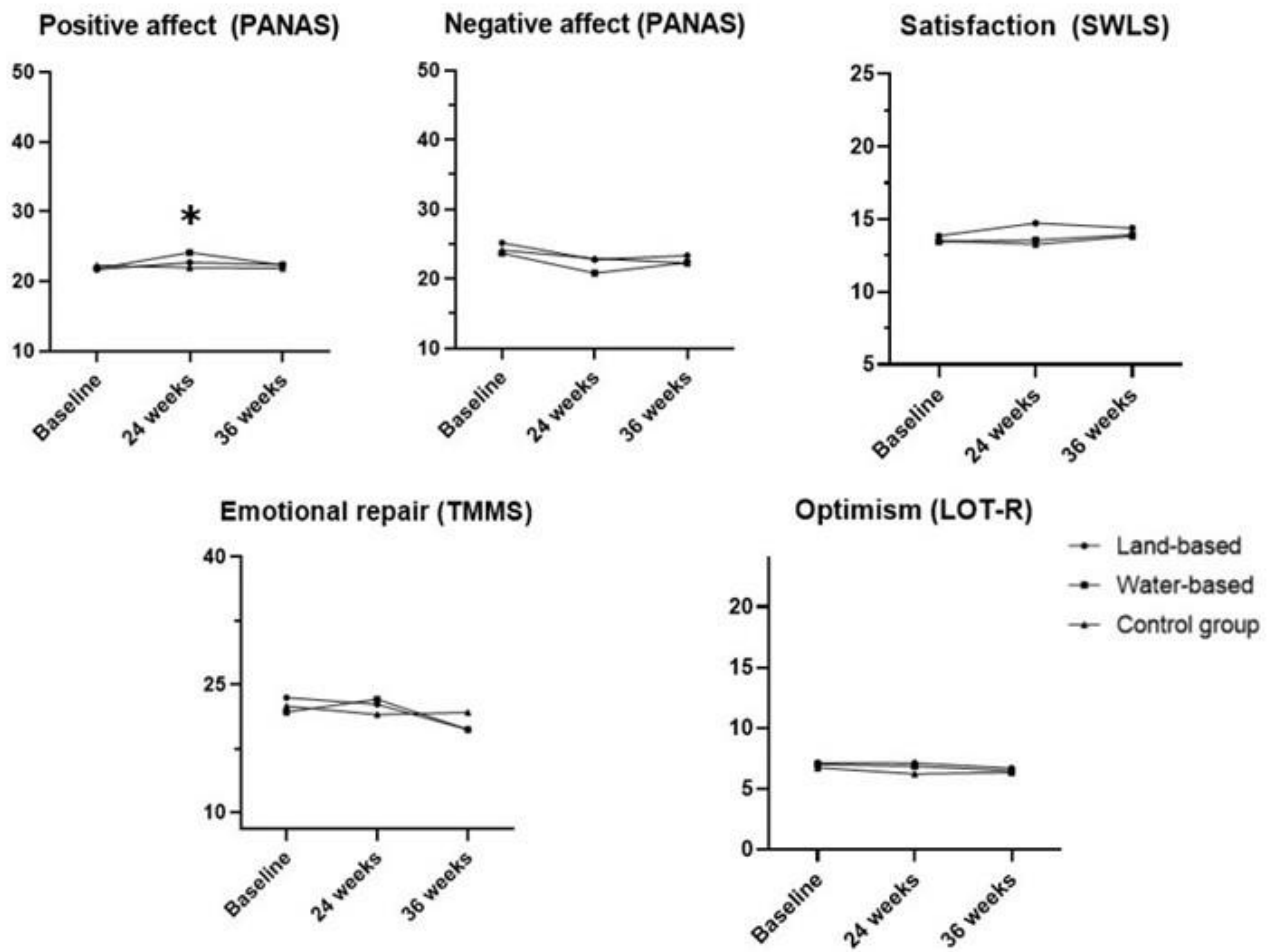 Positive affect (PANAS)
50
40
30
20
10
*
Baseline
24 weeks
36 weeks
Negative affect (PANAS)
50
40
30
20
10
Baseline
24 weeks
36 weeks
Satisfaction (SWLS)
25
20
15
10
5
Baseline
24 weeks
36 weeks
Emotional repair (TMMS)
40
25
10
Baseline
24 weeks
36 weeks
Optimism (LOT-R)
20
15
10
5
0
Baseline
24 weeks
36 weeks
Land-based
Water-based
Control group